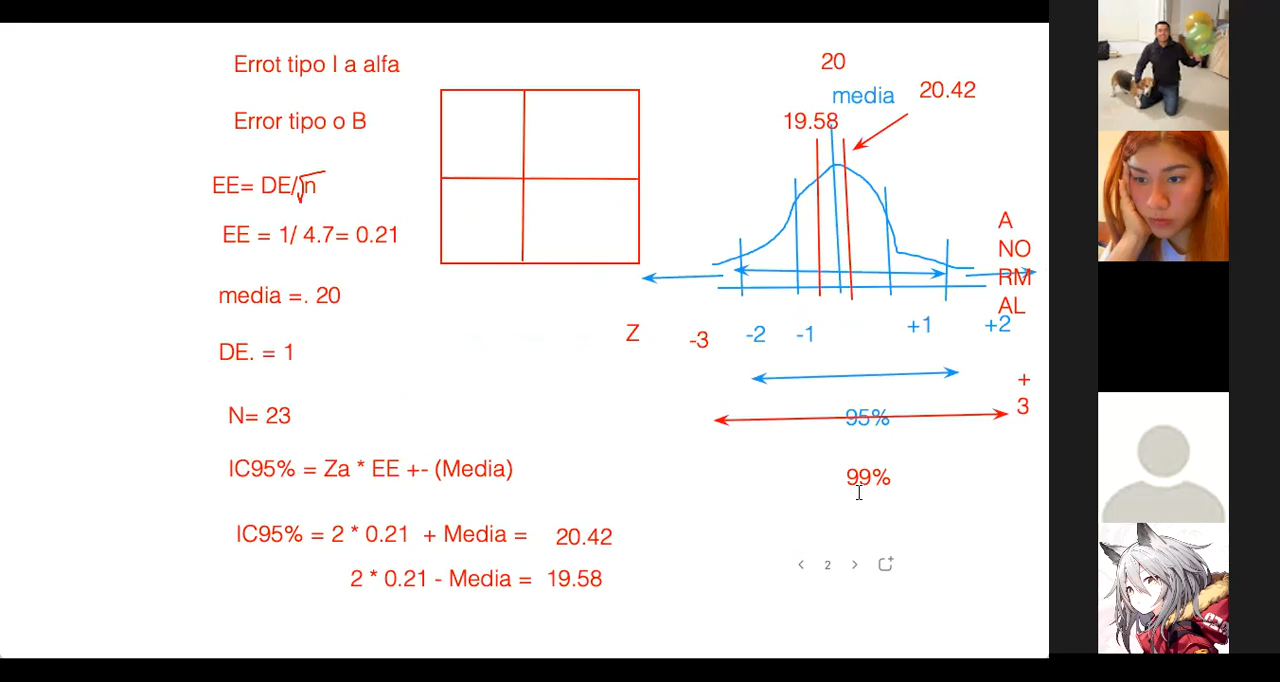 Errot tipo I a alfa
Error tipo o B
EE= DE/√n
EE = 1/ 4.7= 0.21
media =. 20
DE. = 1
N= 23
IC95% = Za * EE +- (Media)
IC95% = 2 * 0.21 + Media = 20.42
2 * 0.21 - Media = 19.58
20
media
20.42
19.58
A
NO
RM
AL
Z
-3
-2
-1
+1
+2
+
3
95%
99%
2